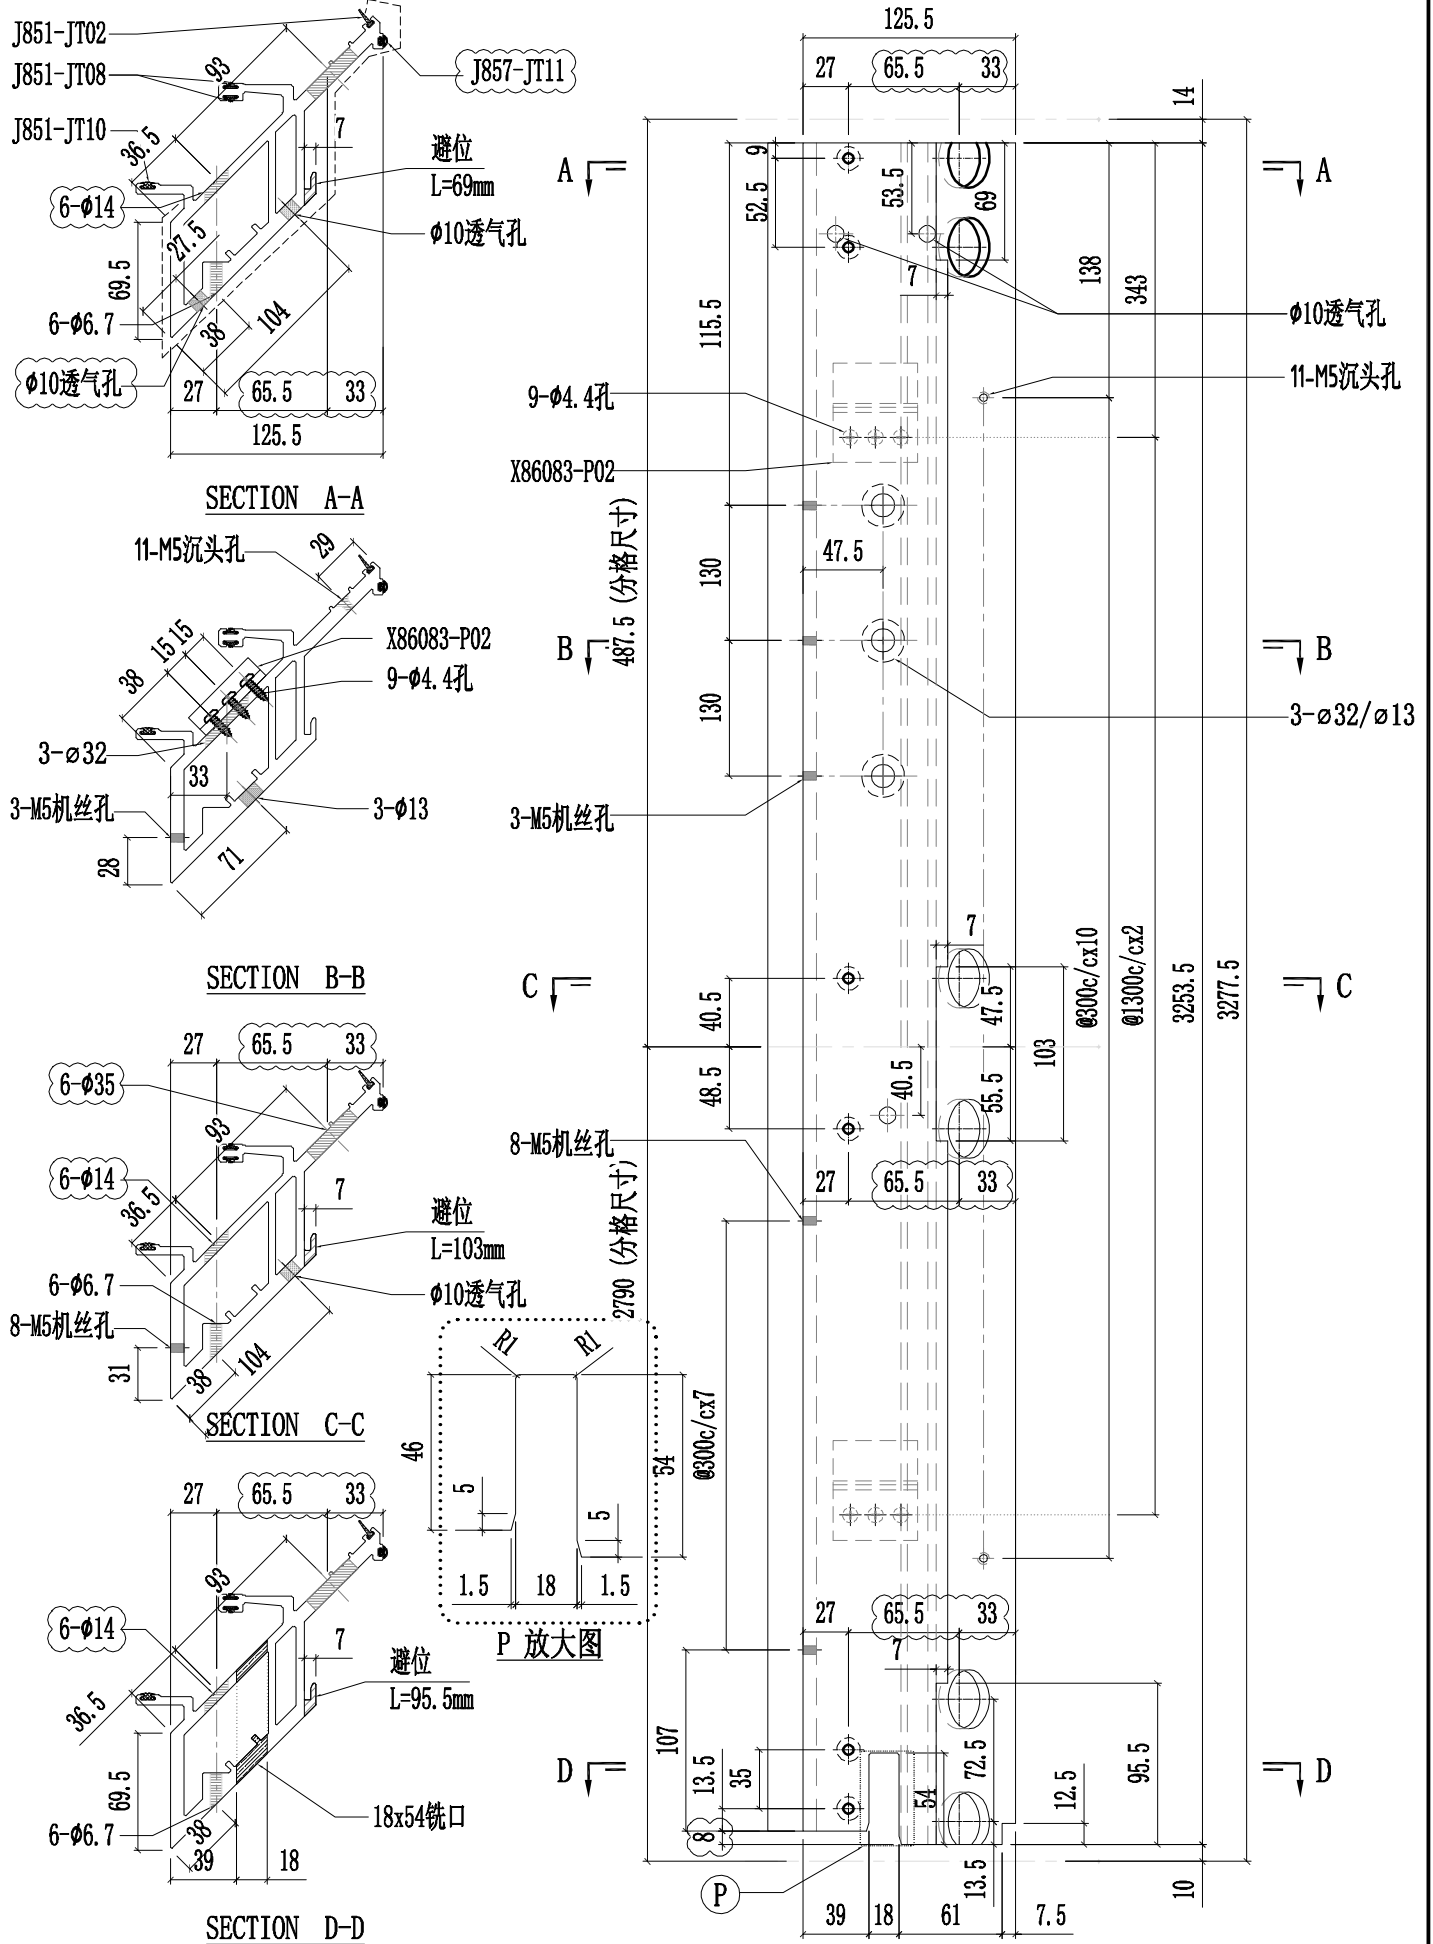 J851-JT02
J851-JT08
J851-JT10
93
36.5
J857-JT11
7
避位
L=69mm
6-ϕ14
ϕ10透气孔
27.5
69.5
6-ϕ6.7
38
104
ϕ10透气孔
27
65.5
33
125.5
SECTION A-A
11-M5沉头孔
29
X86083-P02
9-ϕ4.4孔
15
15
38
3-⌀32
33
3-M5机丝孔
3-ϕ13
28
71
SECTION B-B
27
65.5
33
6-ϕ35
93
6-ϕ14
36.5
7
避位
L=103mm
6-ϕ6.7
ϕ10透气孔
8-M5机丝孔
31
38
104
SECTION C-C
27
65.5
33
93
6-ϕ14
36.5
7
避位
L=95.5mm
69.5
6-ϕ6.7
38
18x54铣口
39
18
SECTION D-D
R1
R1
46
54
5
5
1.5
18
1.5
P 放大图
125.5
27
65.5
33
14
A
A
9
52.5
53.5
69
138
343
7
115.5
ϕ10透气孔
9-ϕ4.4孔
11-M5沉头孔
X86083-P02
487.5 (分格尺寸)
47.5
130
B
B
130
3-⌀32/⌀13
3-M5机丝孔
7
@300c/cx10
@1300c/cx2
3253.5
3277.5
C
C
40.5
47.5
103
48.5
40.5
55.5
8-M5机丝孔
27
65.5
33
2790 (分格尺寸)
@300c/cx7
27
65.5
33
7
107
13.5
35
54
72.5
12.5
95.5
D
D
8
P
13.5
10
39
18
61
7.5